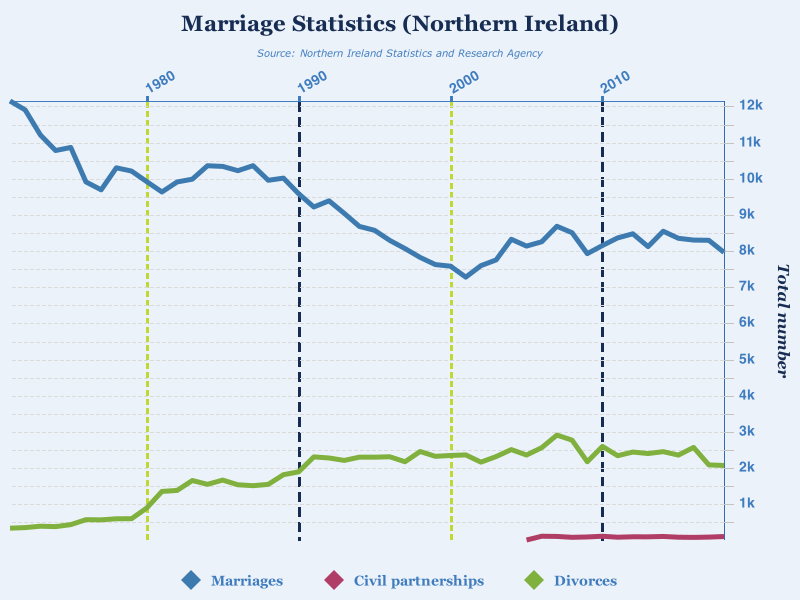 Marriage Statistics (Northern Ireland)
Source: Northern Ireland Statistics and Research Agency
1980
1990
2000
2010
12k
11k
10k
9k
8k
7k
6k
5k
4k
3k
2k
1k
Total number
Marriages
Civil partnerships
Divorces